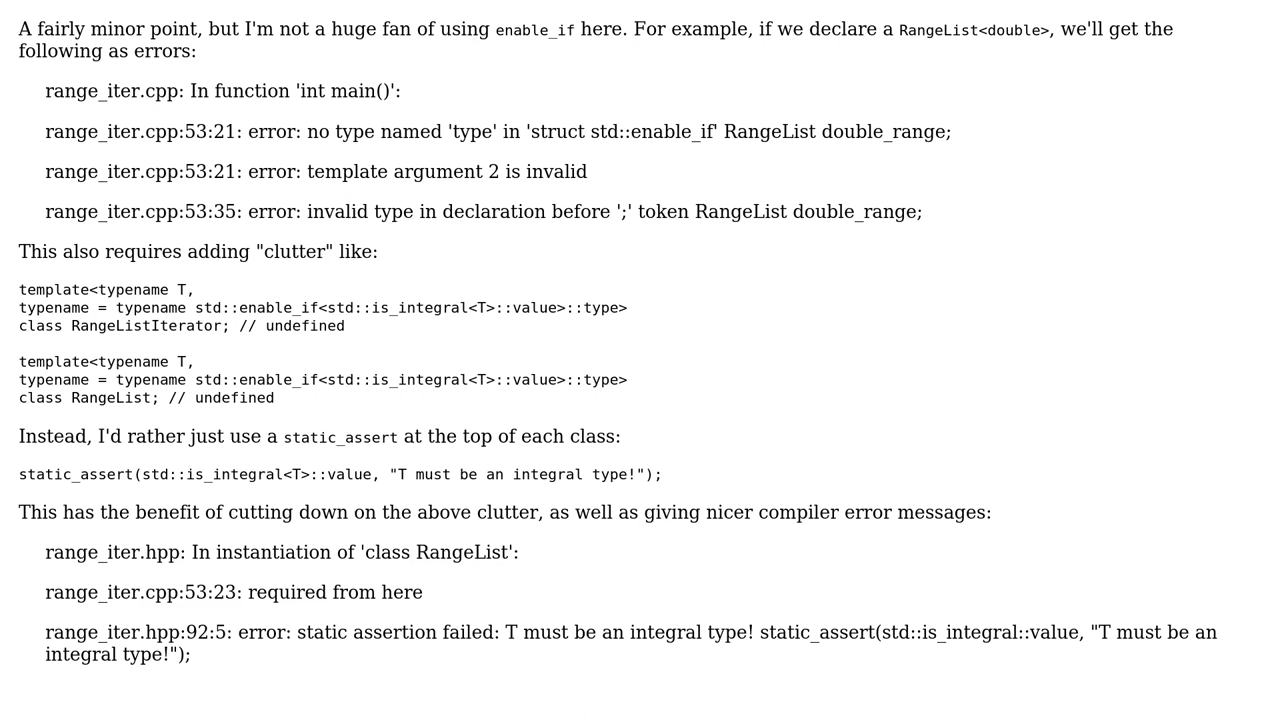 A fairly minor point, but I'm not a huge fan of using enable_if here. For example, if we declare a RangeList<double>, we'll get the
following as errors:
range_iter.cpp: In function 'int main()':
range_iter.cpp:53:21: error: no type named 'type' in 'struct std::enable_if' RangeList double_range;
range_iter.cpp:53:21: error: template argument 2 is invalid
range_iter.cpp:53:35: error: invalid type in declaration before ';' token RangeList double_range;
This also requires adding "clutter" like:
template<typename T,
typename = typename std::enable_if<std::is_integral<T>::value>::type>
class RangeListIterator; // undefined
template<typename T,
typename = typename std::enable_if<std::is_integral<T>::value>::type>
class RangeList; // undefined
Instead, I'd rather just use a static_assert at the top of each class:
static_assert(std::is_integral<T>::value, "T must be an integral type!");
This has the benefit of cutting down on the above clutter, as well as giving nicer compiler error messages:
range_iter.hpp: In instantiation of 'class RangeList':
range_iter.cpp:53:23: required from here
range_iter.hpp:92:5: error: static assertion failed: T must be an integral type! static_assert(std::is_integral::value, "T must be an
integral type!");